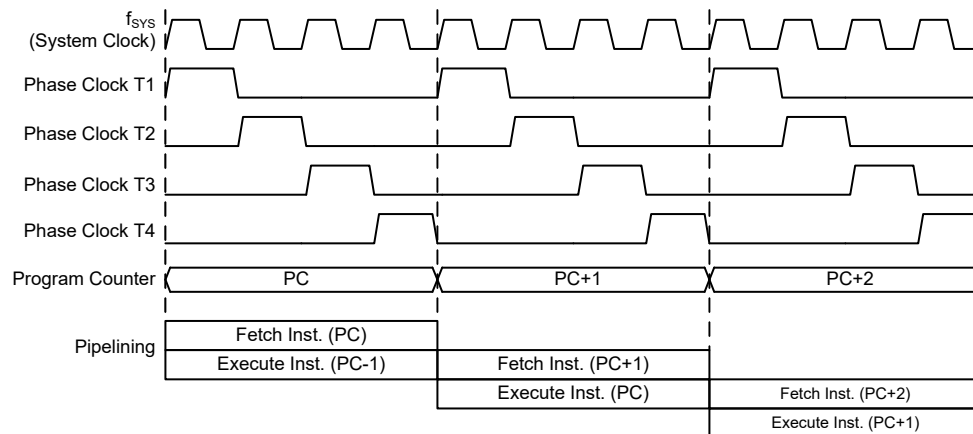 fSYS
(System Clock)
Phase Clock T1
Phase Clock T2
Phase Clock T3
Phase Clock T4
Program Counter PC PC+1 PC+2
Pipelining
Fetch Inst. (PC)
Execute Inst. (PC-1) Fetch Inst. (PC+1)
Execute Inst. (PC) Fetch Inst. (PC+2)
Execute Inst. (PC+1)